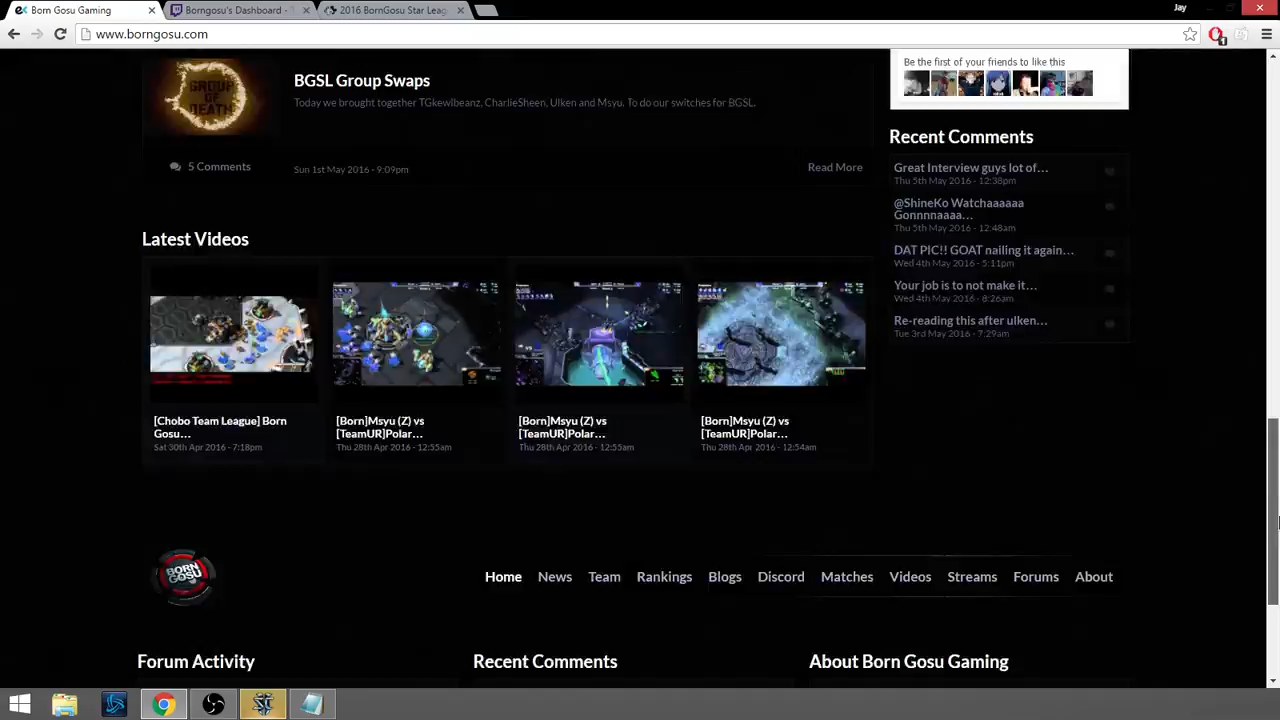 Born Gosu Gaming
Borngosu's Dashboard - T
2016 BornGosu Star Leag
Jay
www.borngosu.com
1
GROUP
OF
DEATH
BGSL Group Swaps
Today we brought together TGkewlbeanz, CharlieSheen, Ulken and Msyu. To do our switches for BGSL.
5 Comments
Sun 1st May 2016 - 9:09pm
Read More
Be the first of your friends to like this
Recent Comments
Great Interview guys lot of…
Thu 5th May 2016 - 12:38pm
@ShineKo Watchaaaaaa
Gonnnnaaaa…
Thu 5th May 2016 - 12:48am
DAT PIC!! GOAT nailing it again…
Wed 4th May 2016 - 5:11pm
Your job is to not make it…
Wed 4th May 2016 - 8:26am
Re-reading this after ulken…
Tue 3rd May 2016 - 7:29am
Latest Videos
[Chobo Team League] Born
Gosu…
Sat 30th Apr 2016 - 7:18pm
[Born]Msyu (Z) vs
[TeamUR]Polar…
Thu 28th Apr 2016 - 12:55am
[Born]Msyu (Z) vs
[TeamUR]Polar…
Thu 28th Apr 2016 - 12:55am
[Born]Msyu (Z) vs
[TeamUR]Polar…
Thu 28th Apr 2016 - 12:54am
BORN
GOSU
Home News Team Rankings Blogs Discord Matches Videos Streams Forums About
Forum Activity
Recent Comments
About Born Gosu Gaming